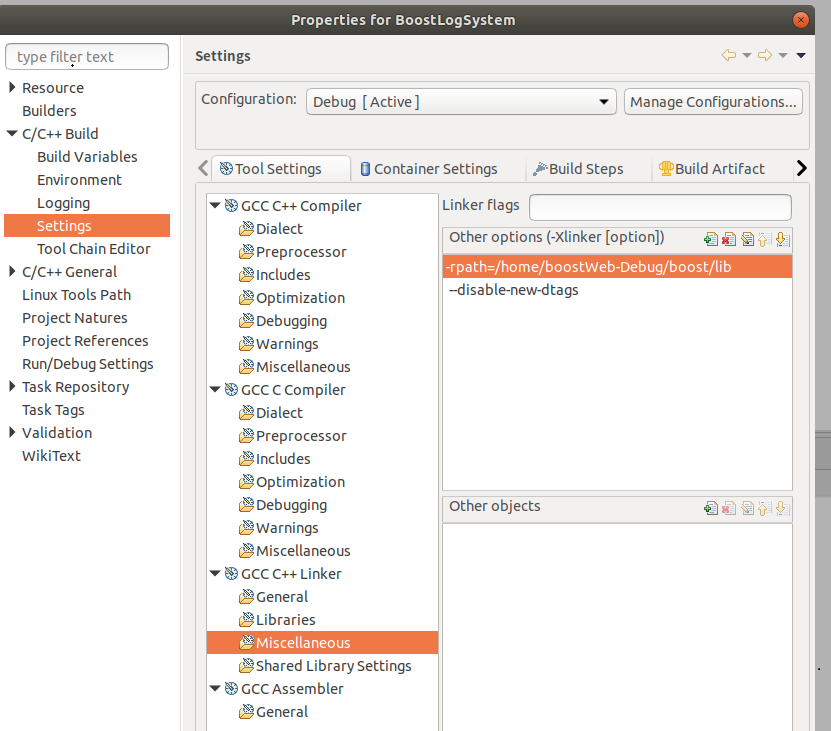 Properties for BoostLogSystem
type filter text
Resource
Builders
C/C++ Build
Build Variables
Environment
Logging
Settings
Tool Chain Editor
C/C++ General
Linux Tools Path
Project Natures
Project References
Run/Debug Settings
Task Repository
Task Tags
Validation
WikiText
Settings
Configuration:
Debug [ Active ]
Manage Configurations...
Tool Settings
Container Settings
Build Steps
Build Artifact
GCC C++ Compiler
Dialect
Preprocessor
Includes
Optimization
Debugging
Warnings
Miscellaneous
GCC C Compiler
Dialect
Preprocessor
Includes
Optimization
Debugging
Warnings
Miscellaneous
GCC C++ Linker
General
Libraries
Miscellaneous
Shared Library Settings
GCC Assembler
General
Linker flags
Other options (-Xlinker [option])
-rpath=/home/boostWeb-Debug/boost/lib
--disable-new-dtags
Other objects